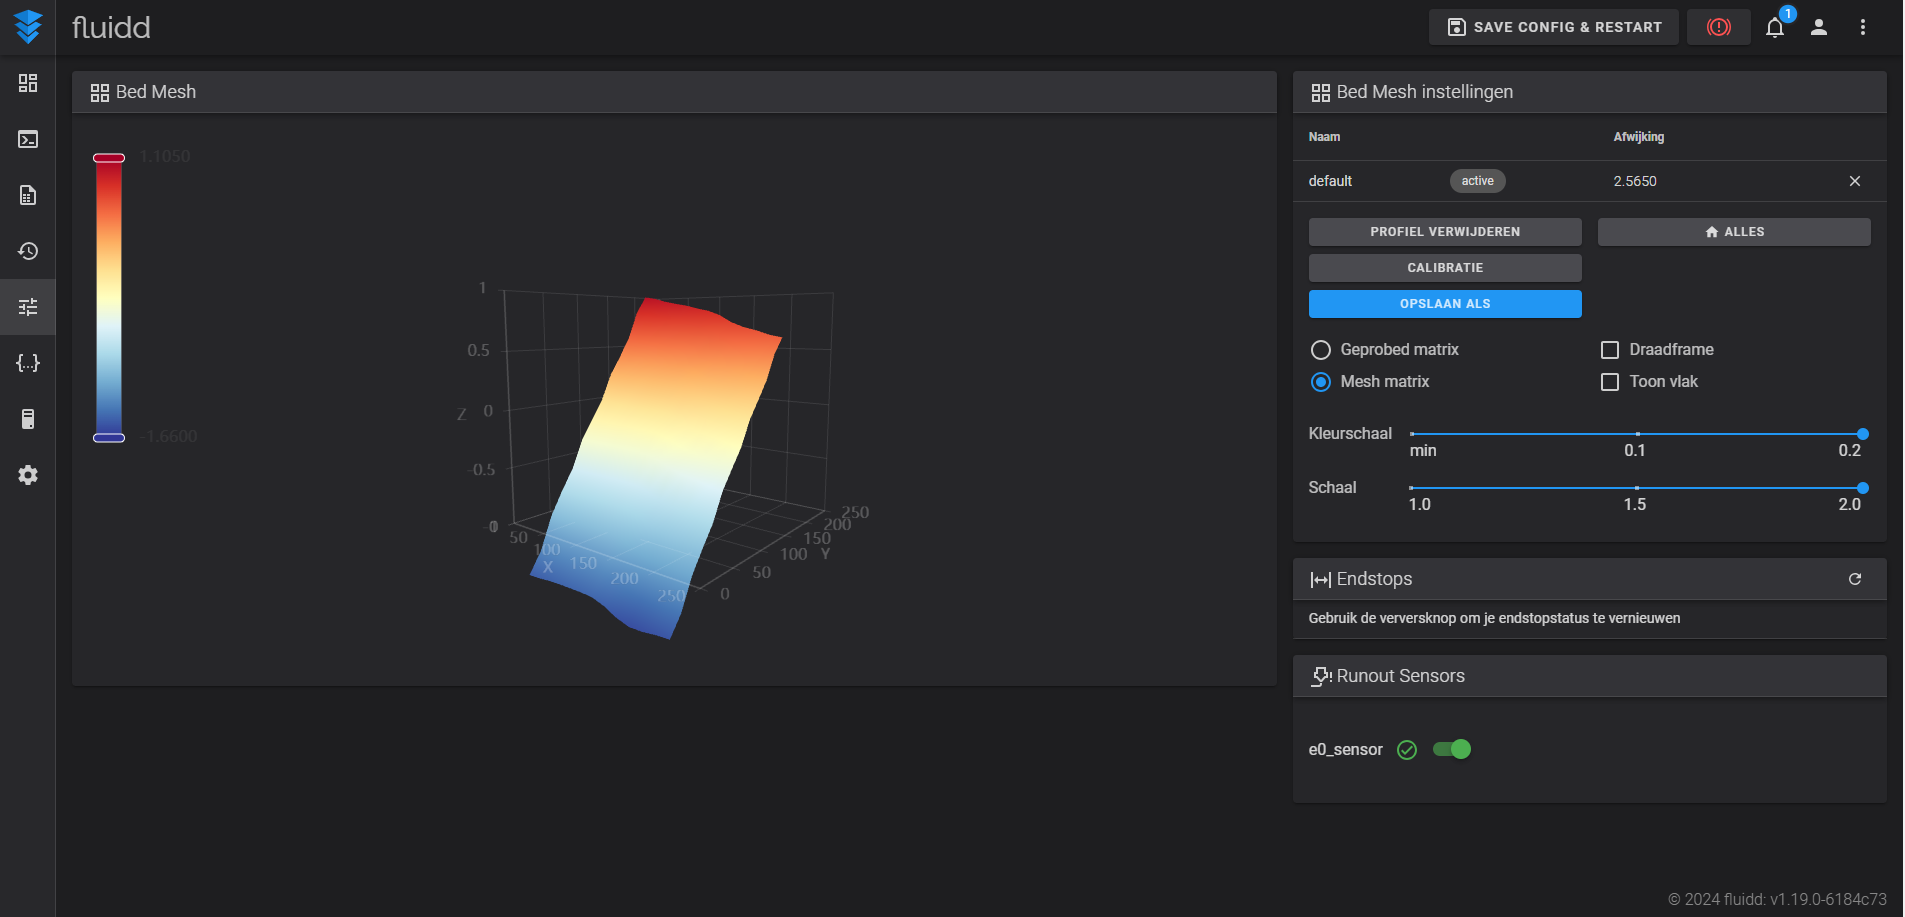 fluidd
SAVE CONFIG & RESTART
1
Bed Mesh
1.1050
-1.6600
1
0.5
Z 0
-0.5
50
100
X
150
200
250
0
50
100
Y
150
200
250
Bed Mesh instellingen
Naam Afwijking
default active 2.5650
PROFIEL VERWIJDEREN
ALLES
CALIBRATIE
OPSLAAN ALS
Geprobed matrix
Draadframe
Mesh matrix
Toon vlak
Kleurschaal
min 0.1 0.2
Schaal
1.0 1.5 2.0
Endstops
Gebruik de ververskno​p om je endstopstatus te vernieuwen
Runout Sensors
e0_sensor
© 2024 fluidd: v1.19.0-6184c73